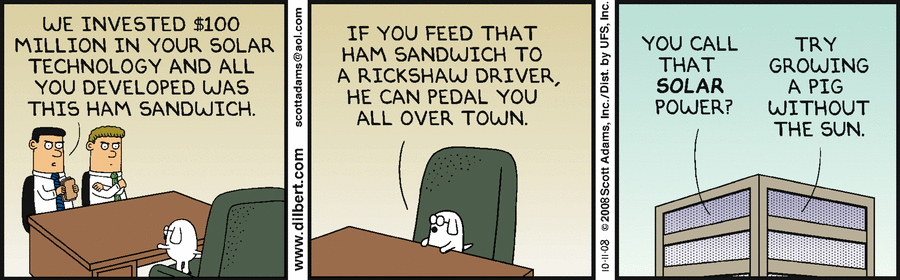 WE INVESTED $100
MILLION IN YOUR SOLAR
TECHNOLOGY AND ALL
YOU DEVELOPED WAS
THIS HAM SANDWICH.
www.dilbert.com
scottadams@aol.com
IF YOU FEED THAT
HAM SANDWICH TO
A RICKSHAW DRIVER,
HE CAN PEDAL YOU
ALL OVER TOWN.
10-11-08 © 2008 Scott Adams, Inc./Dist. by UFS, Inc.
YOU CALL
THAT
SOLAR
POWER?
TRY
GROWING
A PIG
WITHOUT
THE SUN.